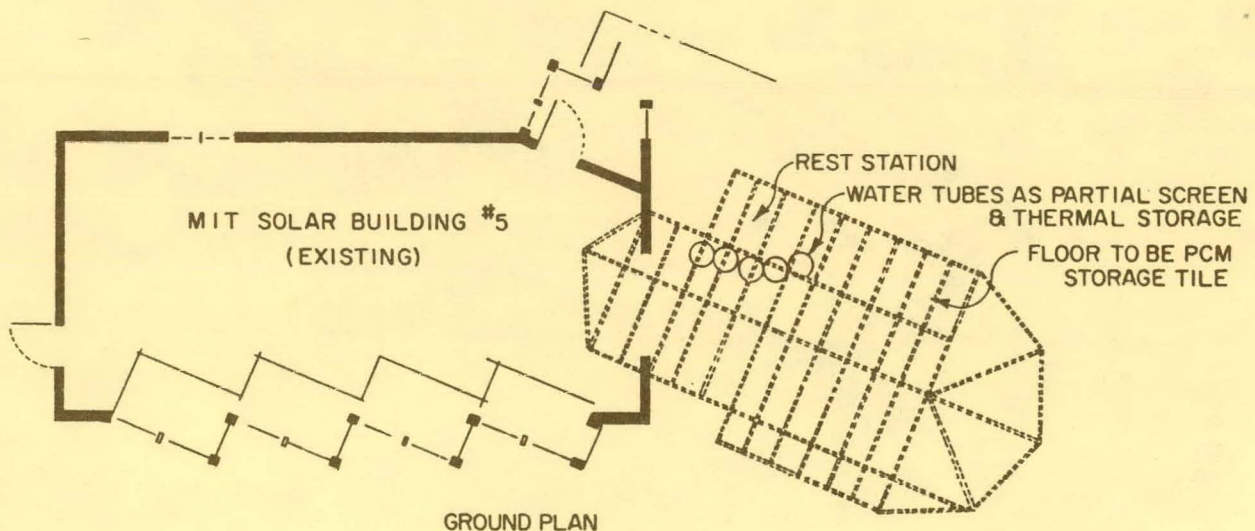 REST STATION
WATER TUBES AS PARTIAL SCREEN
& THERMAL STORAGE
MIT SOLAR BUILDING #5
(EXISTING)
FLOOR TO BE PCM
STORAGE TILE
GROUND PLAN